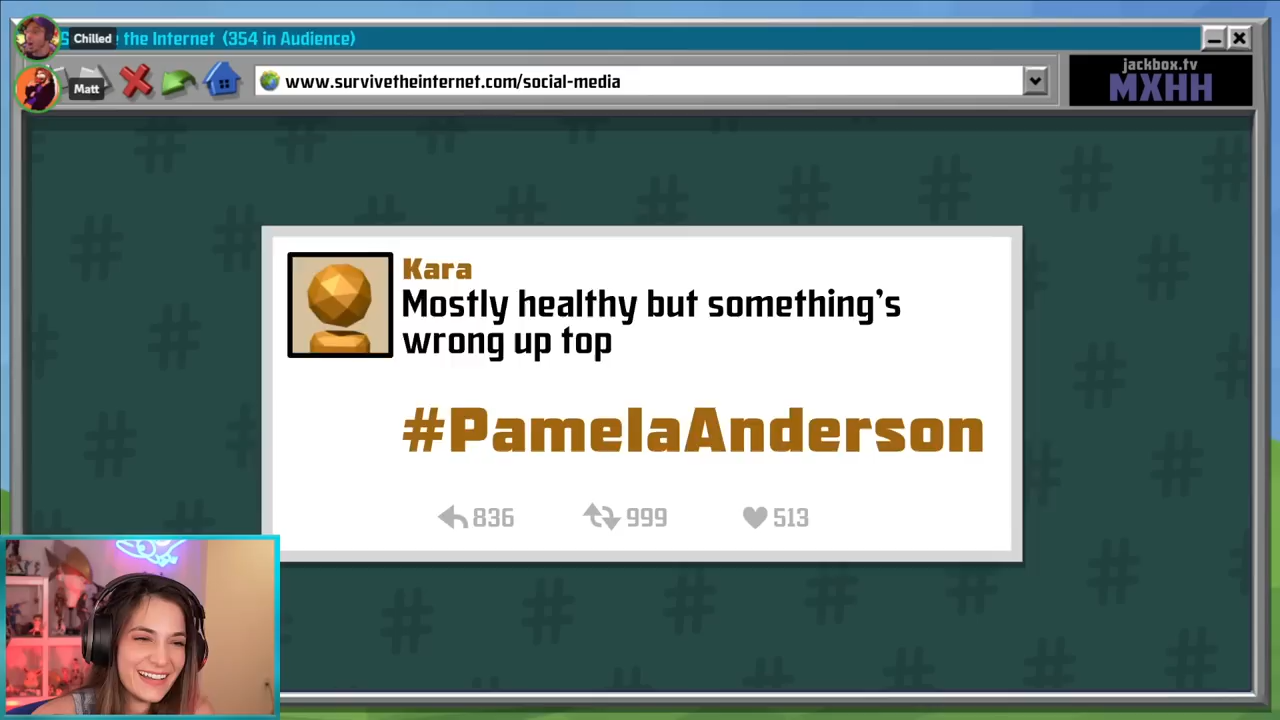 Chilled
the Internet (354 in Audience)
Matt
www.survivetheinternet.com/social-media
jackbox.tv
MXHH
Kara
Mostly healthy but something's
wrong up top
#PamelaAnderson
836
999
513